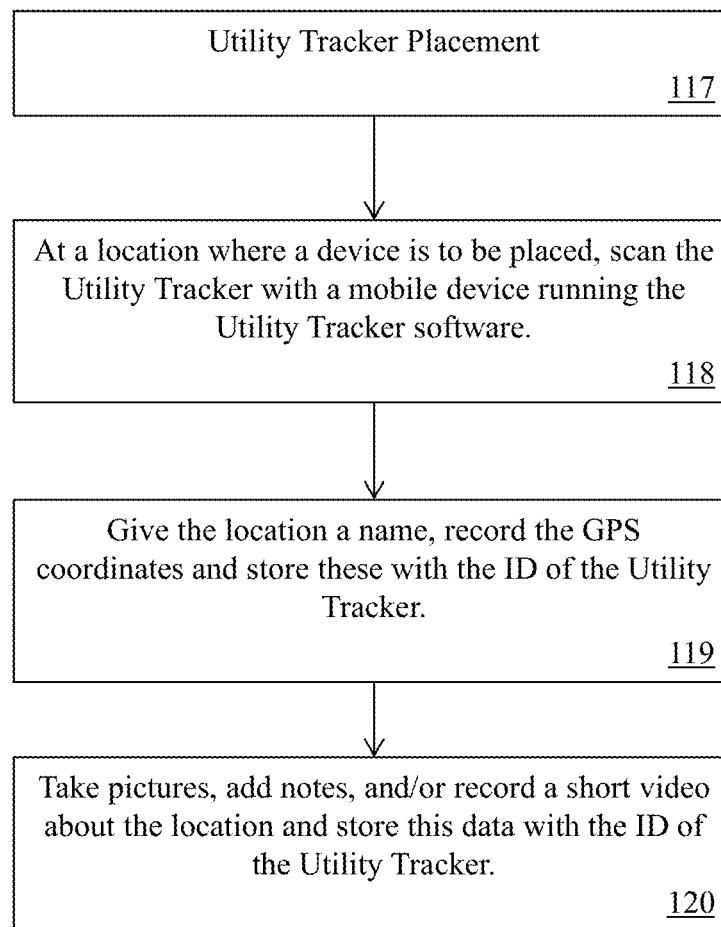 Utility Tracker Placement
117
At a location where a device is to be placed, scan the
Utility Tracker with a mobile device running the
Utility Tracker software.
118
Give the location a name, record the GPS
coordinates and store these with the ID of the Utility
Tracker.
119
Take pictures, add notes, and/or record a short video
about the location and store this data with the ID of
the Utility Tracker.
120